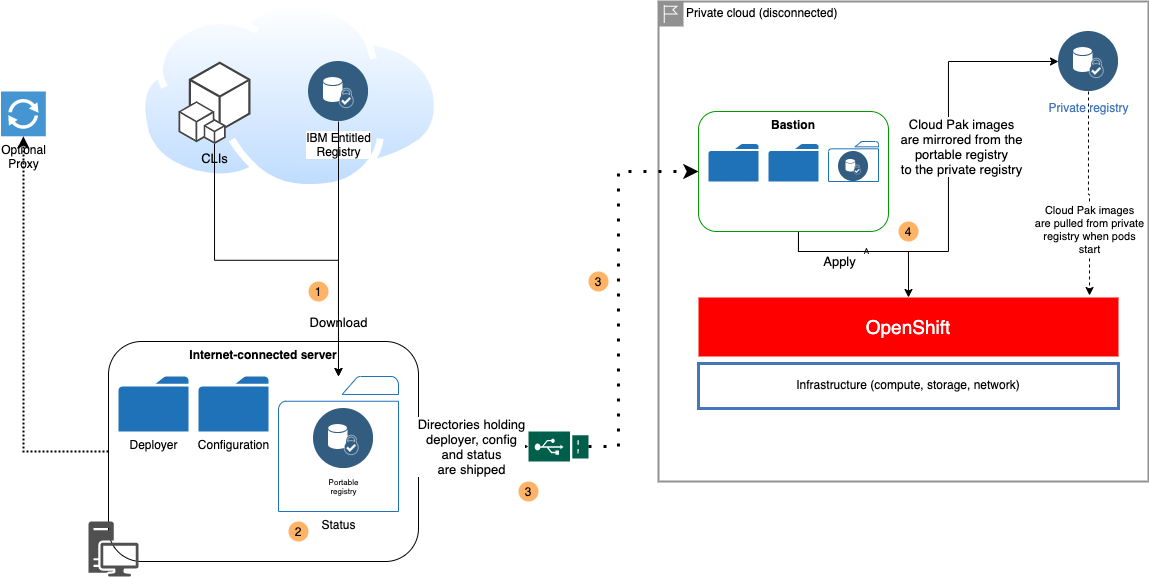 Private cloud (disconnected)
Optional
Proxy
CLIs
IBM Entitled
Registry
Private registry
Bastion
Cloud Pak images
are mirrored from the
portable registry
to the private registry
Cloud Pak images
are pulled from private
registry when pods
start
4
Apply
3
1
Download
OpenShift
Infrastructure (compute, storage, network)
Internet-connected server
Deployer
Configuration
Portable
registry
Status
2
Directories holding
deployer, config
and status
are shipped
3